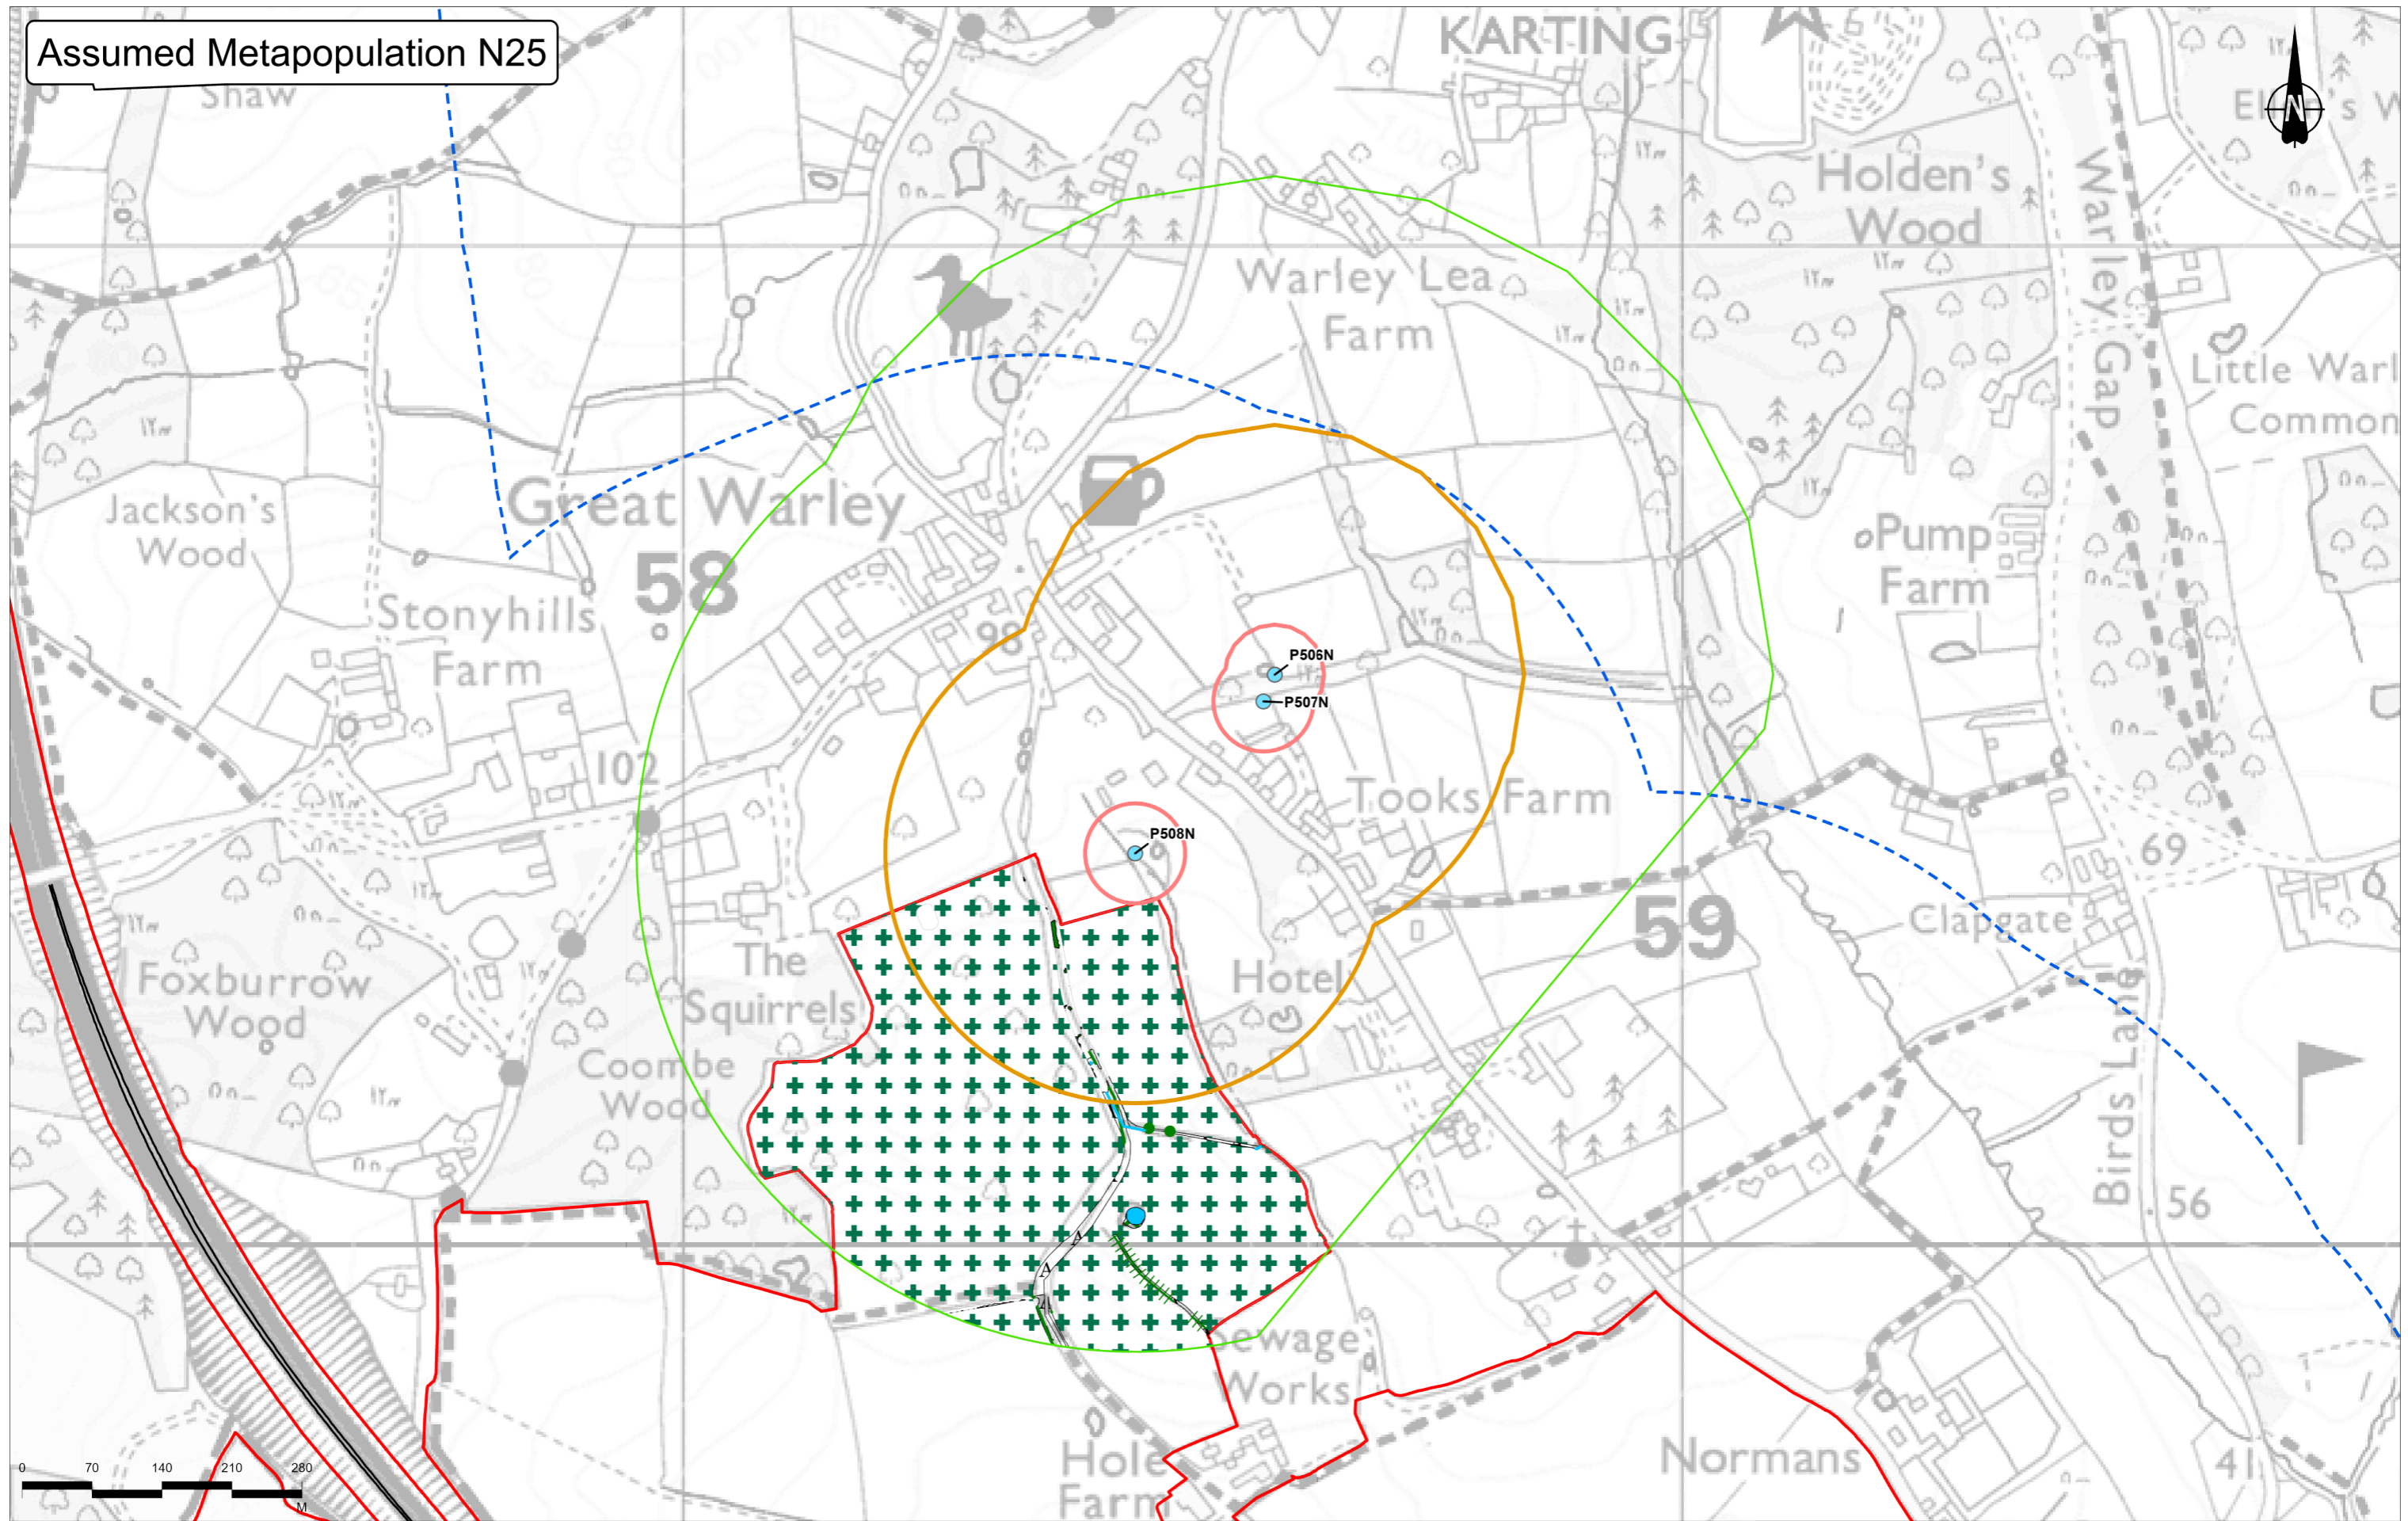 Assumed Metapopulation N25
Shaw
KARTING
N
Holden's
Wood
Warley Gap
Warley Lea
Farm
Little Warl
Common
Jackson's
Wood
Great Warley
58
Pump
Farm
Stonyhills
Farm
98
P506N
P507N
102
Tooks Farm
P508N
69
59
Clapgate
The
Squirrels
Hotel
Foxburrow
Wood
Coombe
Wood
Birds Lane
56
A
A
A
Sewage
Works
Hole
Farm
Normans
41
0 70 140 210 280
M